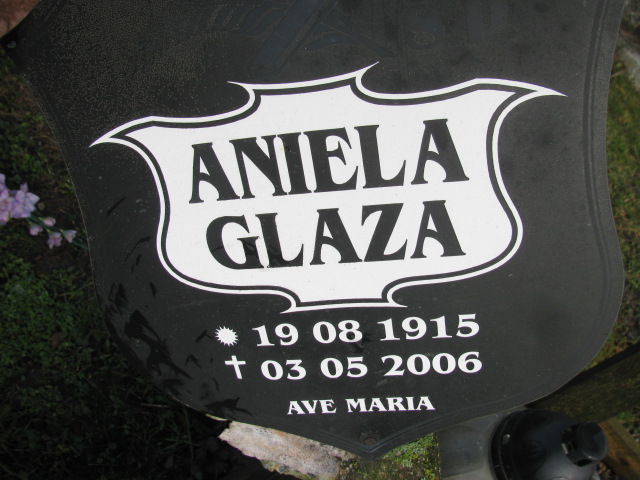 ANIELA
GLAZA
19 08 1915
✝ 03 05 2006
AVE MARIA